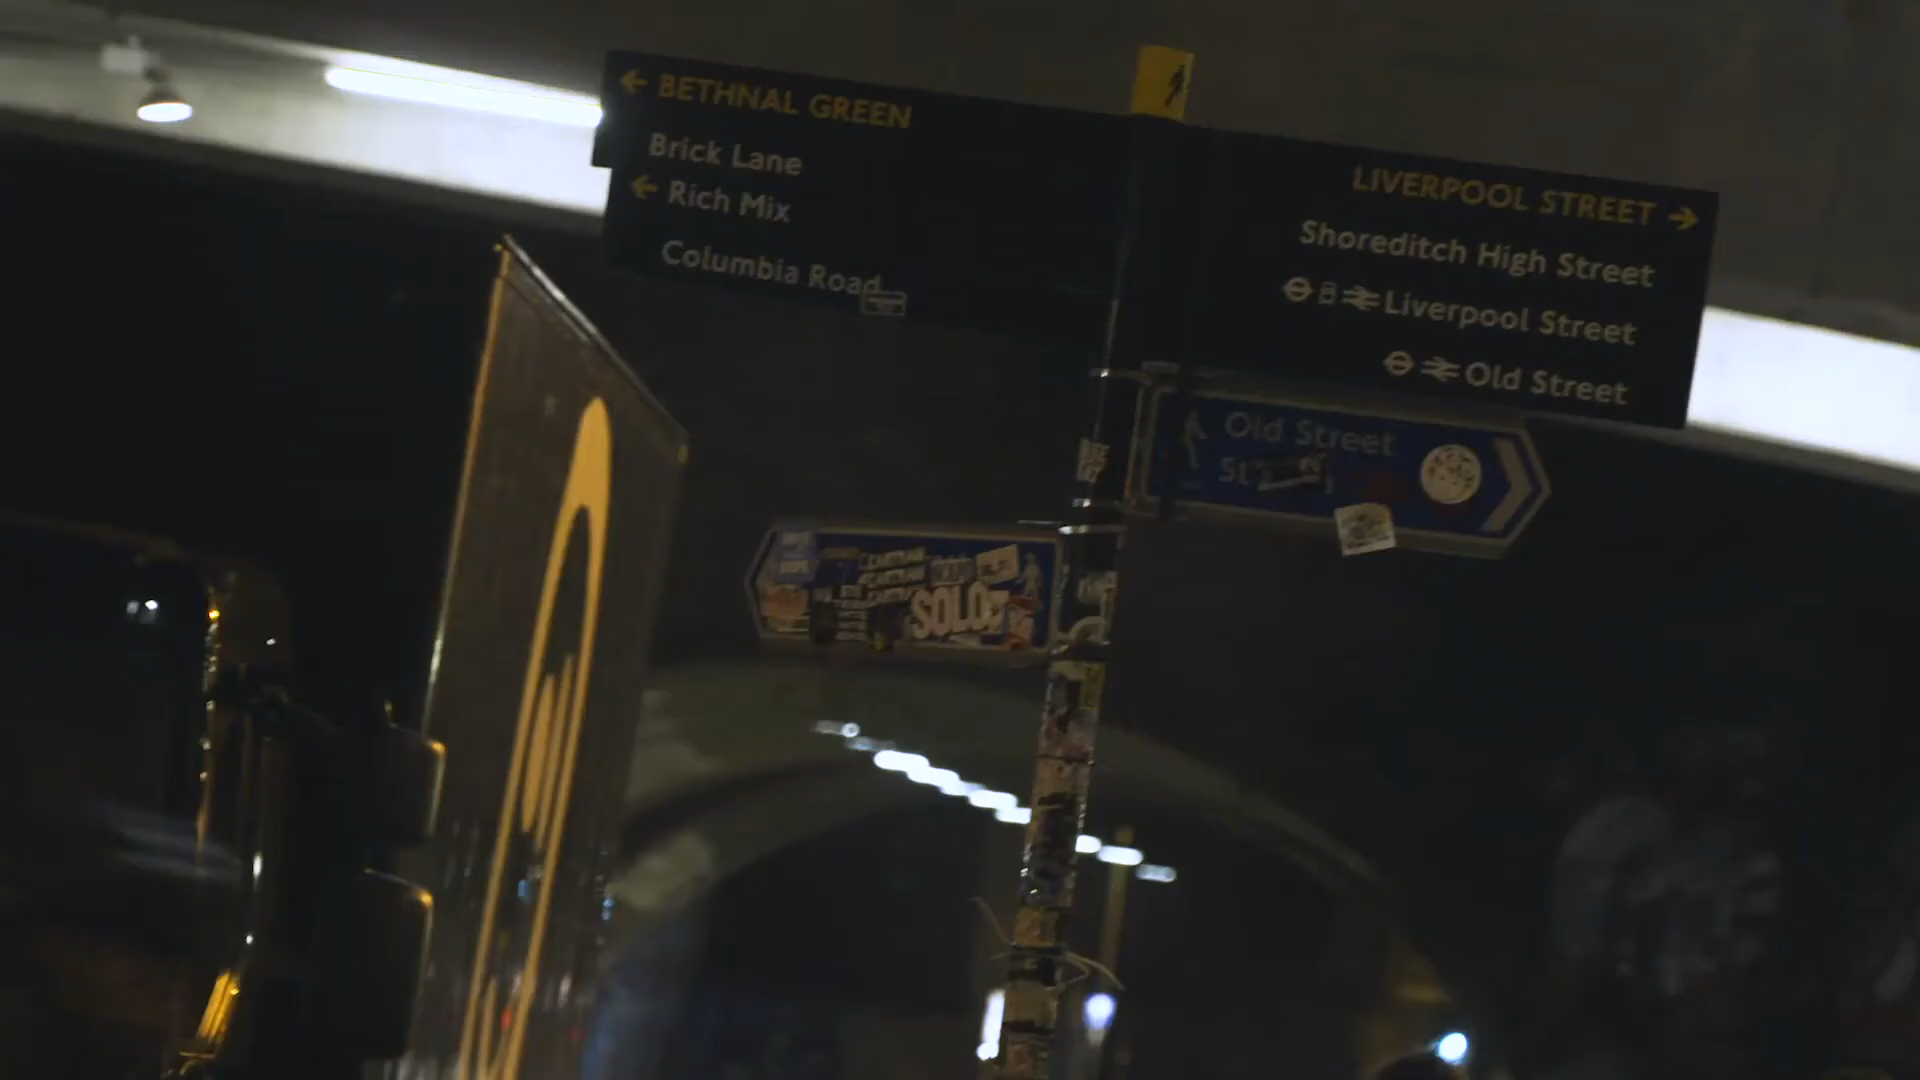 BETHNAL GREEN
Brick Lane
Rich Mix
Columbia Road
LIVERPOOL STREET
Shoreditch High Street
Liverpool Street
Old Street
Old Street
SOLO